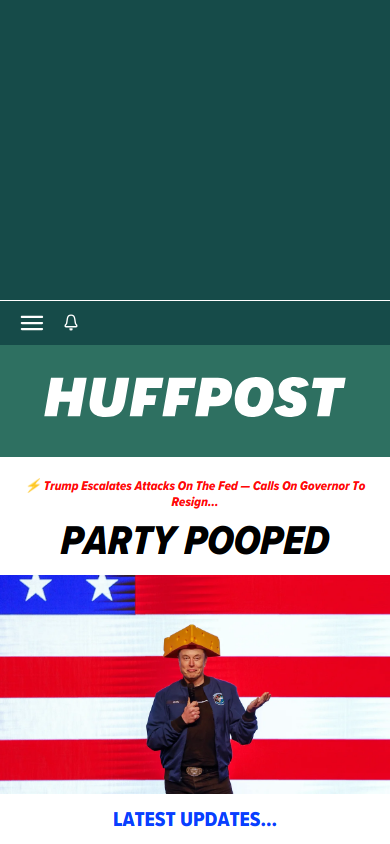 HUFFPOST
⚡ Trump Escalates Attacks On The Fed — Calls On Governor To
Resign...
PARTY POOPED
LATEST UPDATES...